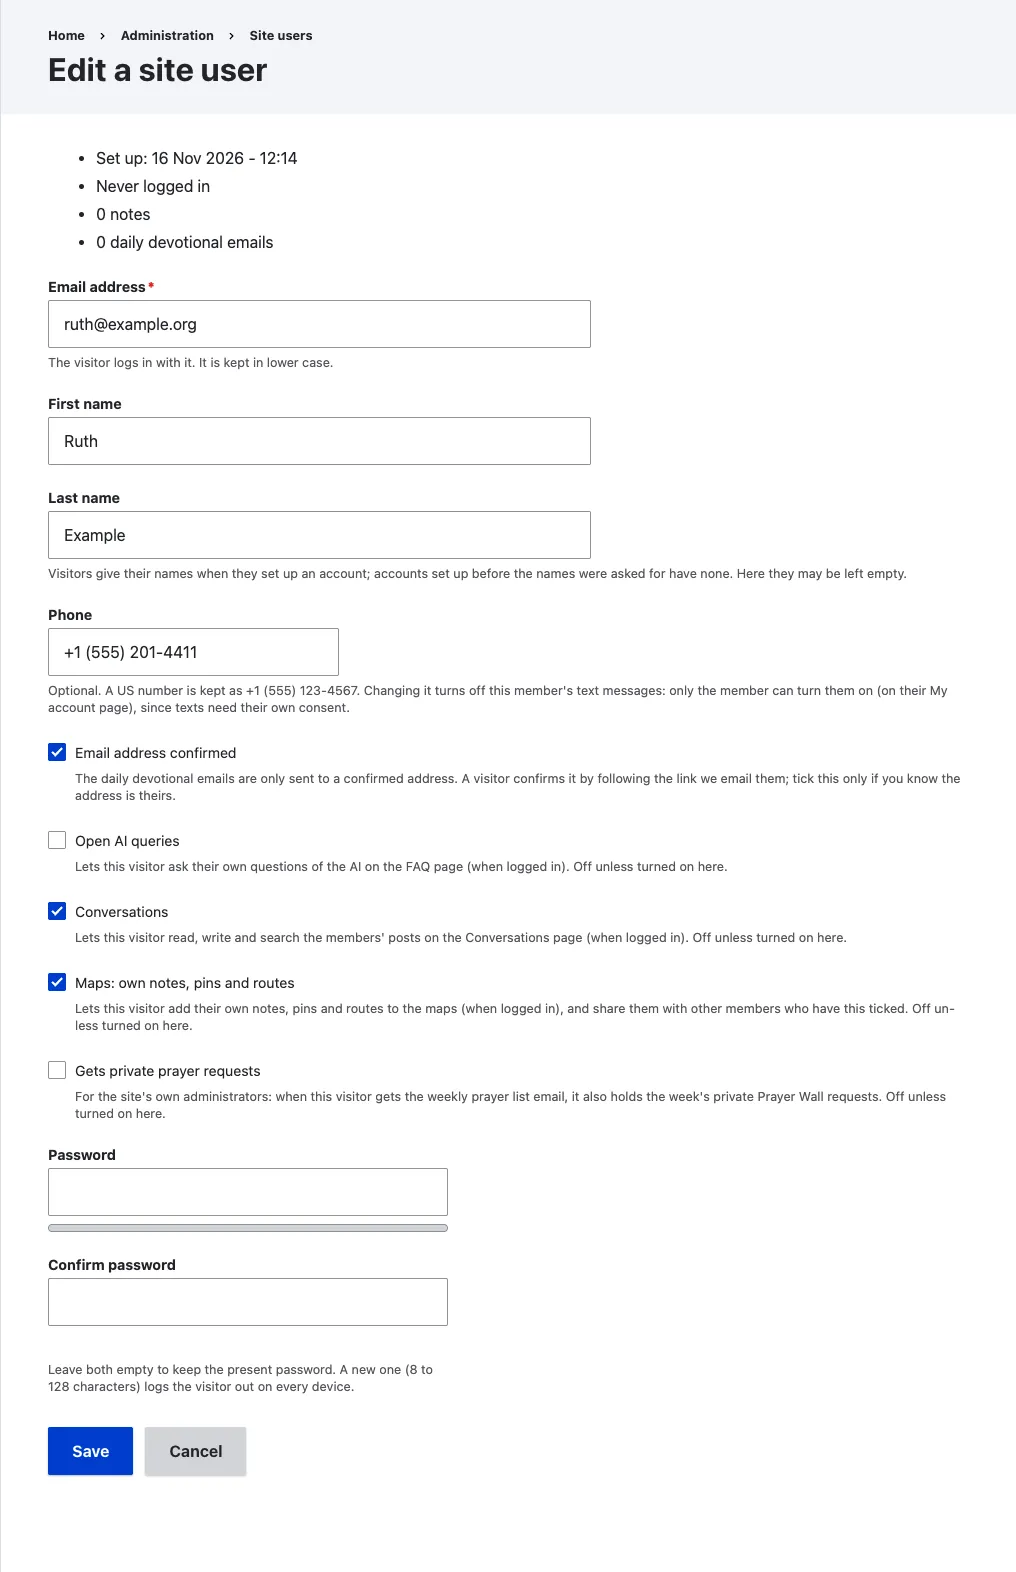 Home > Administration > Site users
Edit a site user
• Set up: 16 Nov 2026 - 12:14
• Never logged in
• 0 notes
• 0 daily devotional emails
Email address*
ruth@example.org
The visitor logs in with it. It is kept in lower case.
First name
Ruth
Last name
Example
Visitors give their names when they set up an account; accounts set up before the names were asked for have none. Here they may be left empty.
Phone
+1 (555) 201-4411
Optional. A US number is kept as +1 (555) 123-4567. Changing it turns off this member's text messages: only the member can turn them on (on their My
account page), since texts need their own consent.
Email address confirmed
The daily devotional emails are only sent to a confirmed address. A visitor confirms it by following the link we email them; tick this only if you know the
address is theirs.
Open AI queries
Lets this visitor ask their own questions of the AI on the FAQ page (when logged in). Off unless turned on here.
Conversations
Lets this visitor read, write and search the members' posts on the Conversations page (when logged in). Off unless turned on here.
Maps: own notes, pins and routes
Lets this visitor add their own notes, pins and routes to the maps (when logged in), and share them with other members who have this ticked. Off un-
less turned on here.
Gets private prayer requests
For the site's own administrators: when this visitor gets the weekly prayer list email, it also holds the week's private Prayer Wall requests. Off unless
turned on here.
Password
Confirm password
Leave both empty to keep the present password. A new one (8 to
128 characters) logs the visitor out on every device.
Save Cancel